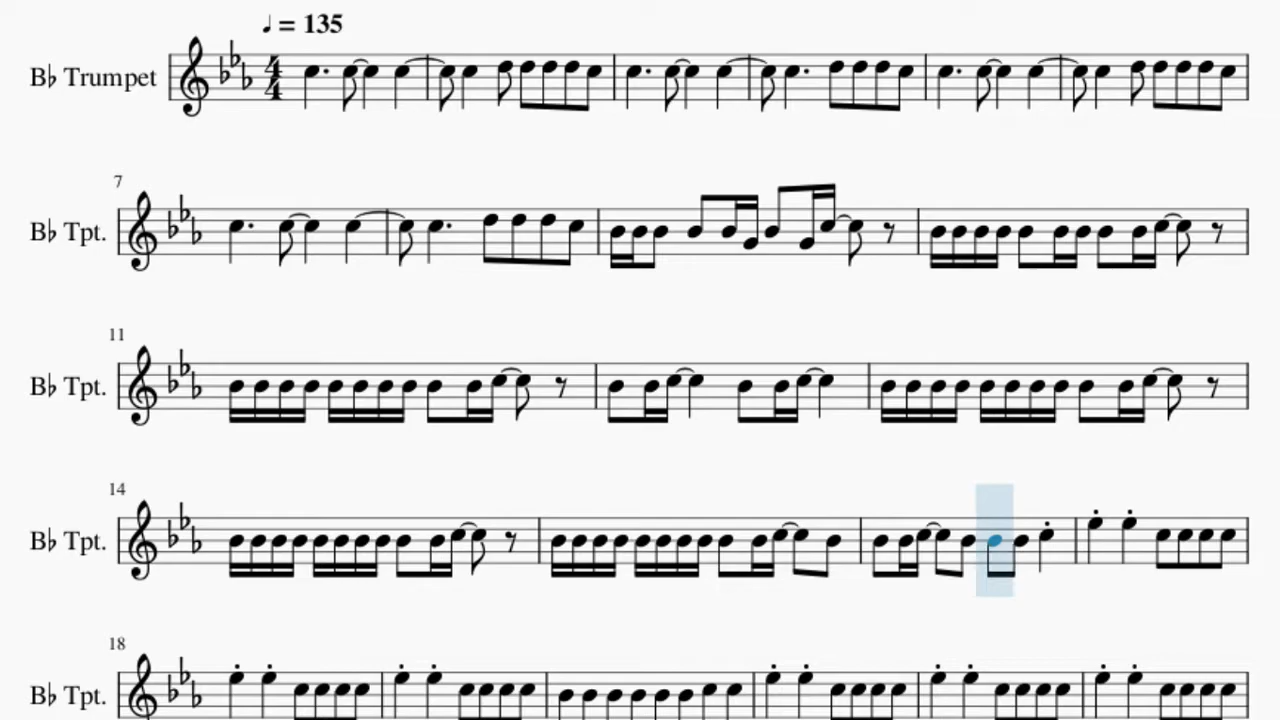 ♩ = 135
B♭ Trumpet
4
4
7
B♭ Tpt.
11
B♭ Tpt.
14
B♭ Tpt.
18
B♭ Tpt.